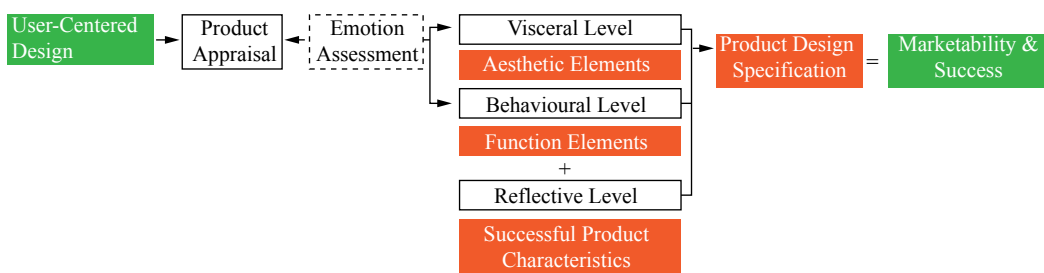 User-Centered
Design
Product
Appraisal
Emotion
Assessment
Visceral Level
Aesthetic Elements
Behavioural Level
Function Elements
+
Reflective Level
Successful Product
Characteristics
Product Design
Specification
=
Marketability &
Success